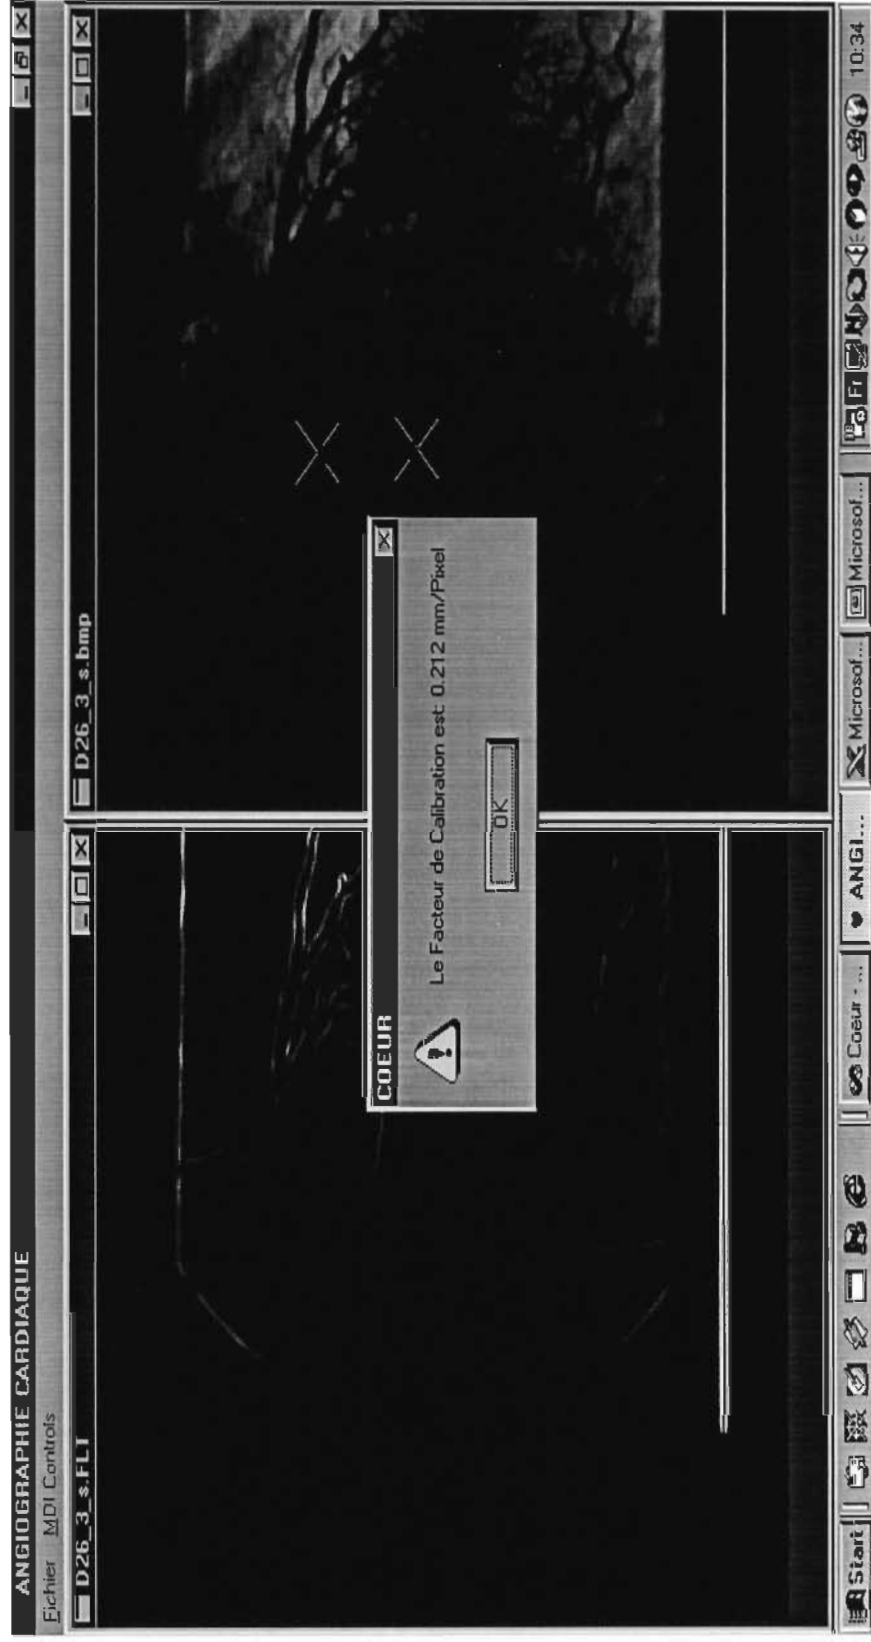 ANGIOGRAPHIE CARDIAQUE
Fichier MDI Controls
D26_3_s.FLT
D26_3_s.bmp
COEUR
Le Facteur de Calibration est: 0.212 mm/Pixel
OK
Start
Coeur - ...
ANGI...
Microsof...
Microsof...
Fr
10:34